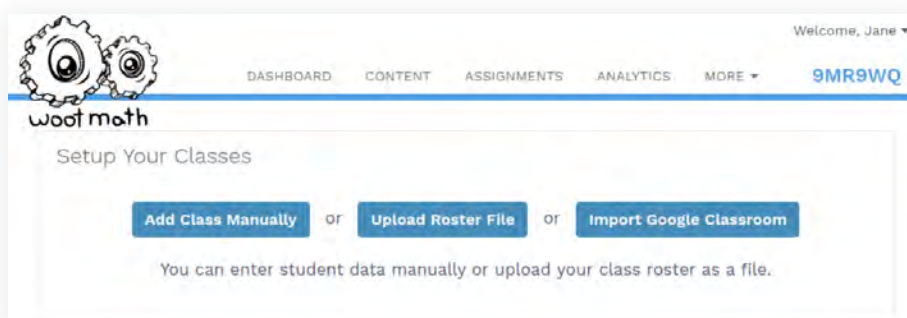 Welcome, Jane
DASHBOARD CONTENT ASSIGNMENTS ANALYTICS MORE 9MR9WQ
woot math
Setup Your Classes
Add Class Manually or Upload Roster File or Import Google Classroom
You can enter student data manually or upload your class roster as a file.